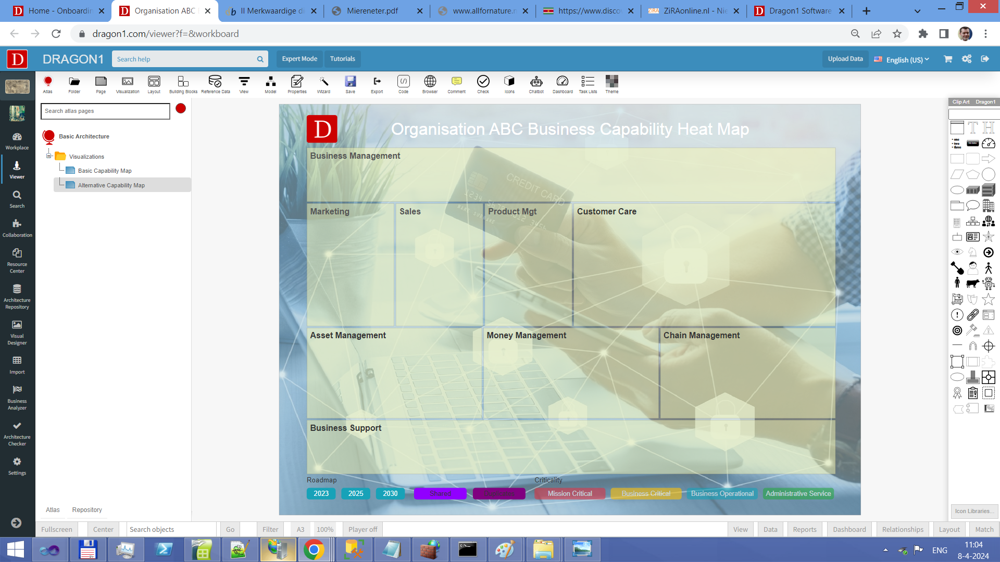 Home - Onboardin
Organisation ABC
Il Merkwaardige di
Miereneter.pdf
www.allfornature.n
https://www.disco
ZiRAonline.nl - Nie
Dragon1 Software
dragon1.com/viewer?f=&workboard
D
DRAGON1
Search help
Expert Mode
Tutorials
Upload Data
English (US)
Atlas
Folder
Page
Visualization
Layout
Building Blocks
Reference Data
View
Model
Properties
Wizard
Save
Export
Code
Browser
Comment
Check
Icons
Chatbot
Dashboard
Task Lists
Theme
Workplace
Viewer
Search
Collaboration
Resource
Center
Architecture
Repository
Visual
Designer
Import
Business
Analyzer
Architecture
Checker
Settings
Search atlas pages
Basic Architecture
Visualizations
Basic Capability Map
Alternative Capability Map
Atlas
Repository
D
Organisation ABC Business Capability Heat Map
Business Management
CREDIT CARD
Marketing
Sales
Product Mgt
Customer Care
Asset Management
Money Management
Chain Management
Business Support
Roadmap
Criticality
2023
2025
2030
Shared
Mission Critical
Business Critical
Business Operational
Administrative Service
Clip Art
Dragon1
T
H
one
two
three
Icon Libraries...
Fullscreen
Center
Search objects
Go
Filter
A3
100%
Player off
View
Data
Reports
Dashboard
Relationships
Layout
Match
ENG
11:04
8-4-2024